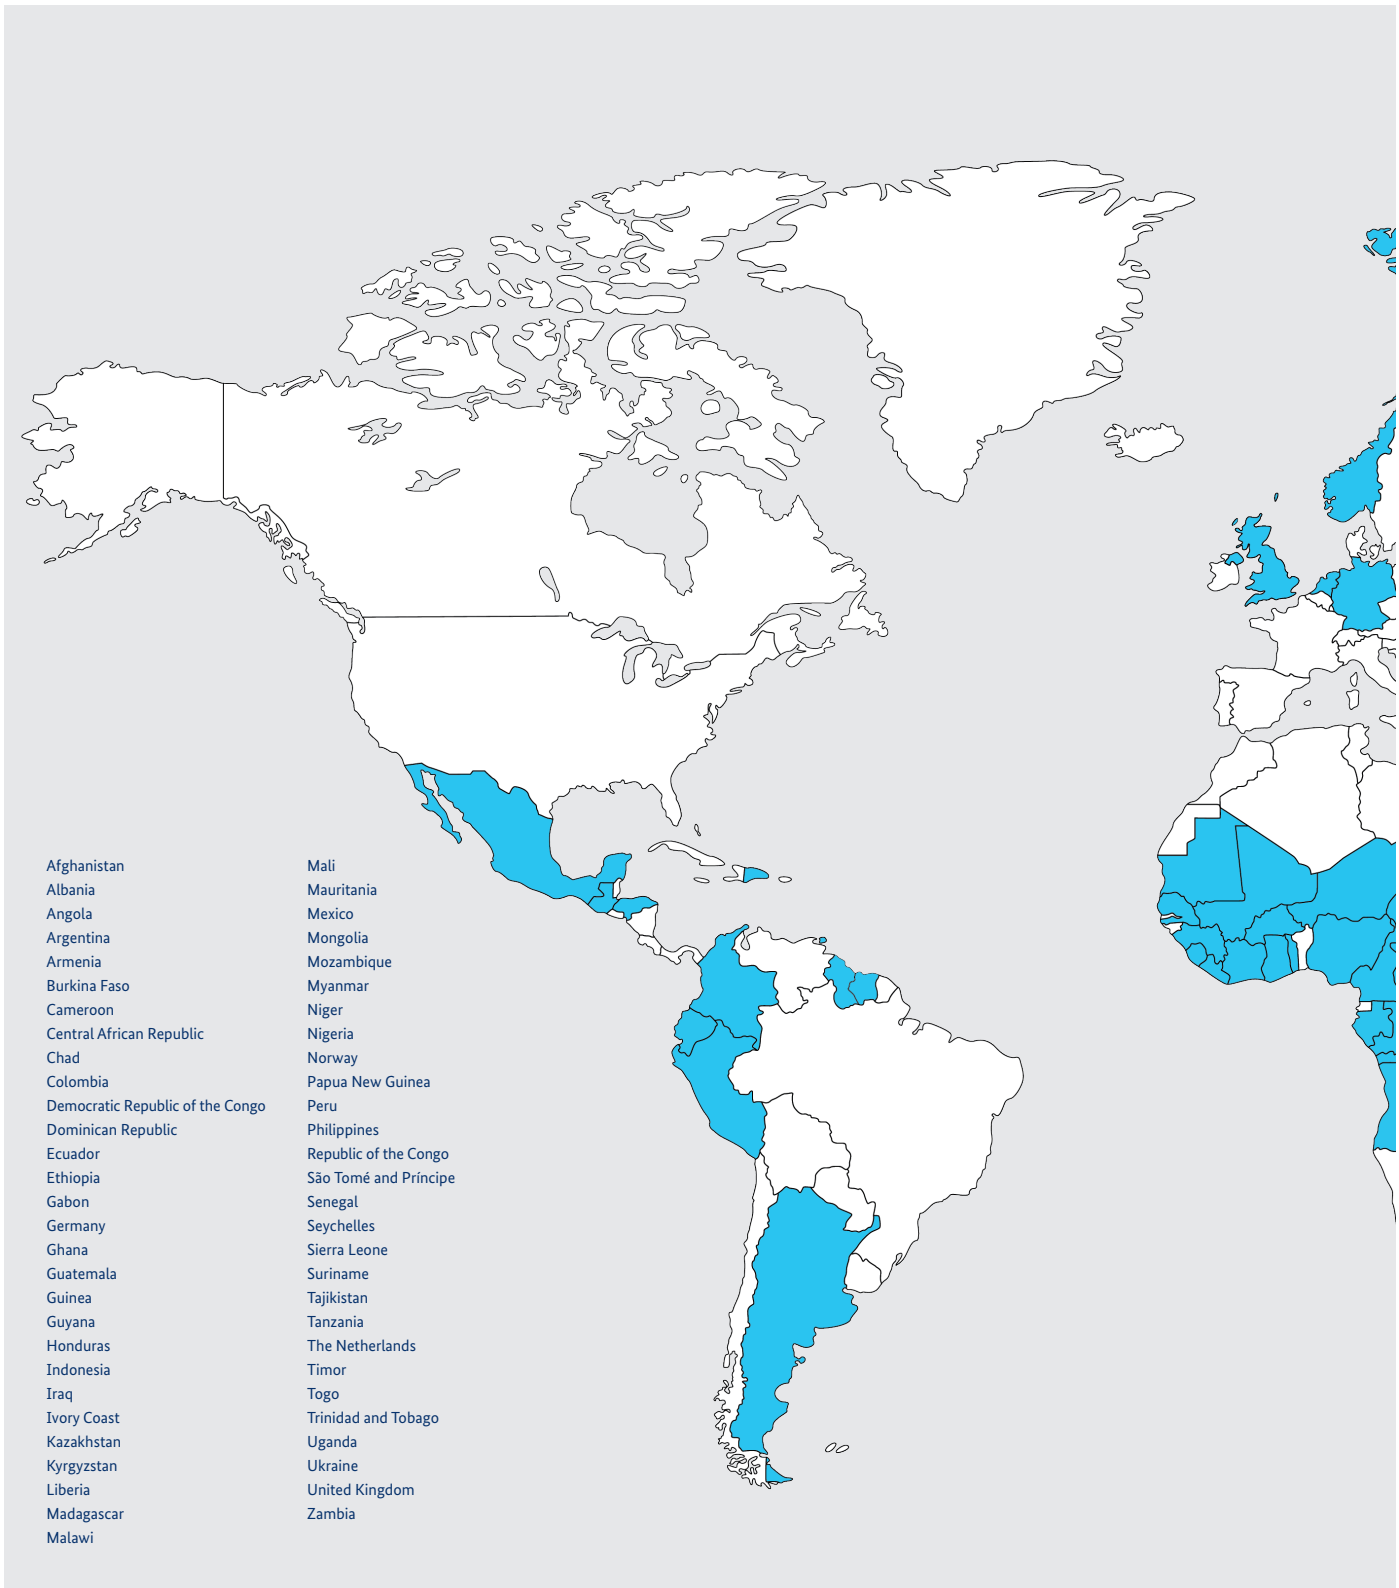 Afghanistan
Albania
Angola
Argentina
Armenia
Burkina Faso
Cameroon
Central African Republic
Chad
Colombia
Democratic Republic of the Congo
Dominican Republic
Ecuador
Ethiopia
Gabon
Germany
Ghana
Guatemala
Guinea
Guyana
Honduras
Indonesia
Iraq
Ivory Coast
Kazakhstan
Kyrgyzstan
Liberia
Madagascar
Malawi
Mali
Mauritania
Mexico
Mongolia
Mozambique
Myanmar
Niger
Nigeria
Norway
Papua New Guinea
Peru
Philippines
Republic of the Congo
São Tomé and Príncipe
Senegal
Seychelles
Sierra Leone
Suriname
Tajikistan
Tanzania
The Netherlands
Timor
Togo
Trinidad and Tobago
Uganda
Ukraine
United Kingdom
Zambia